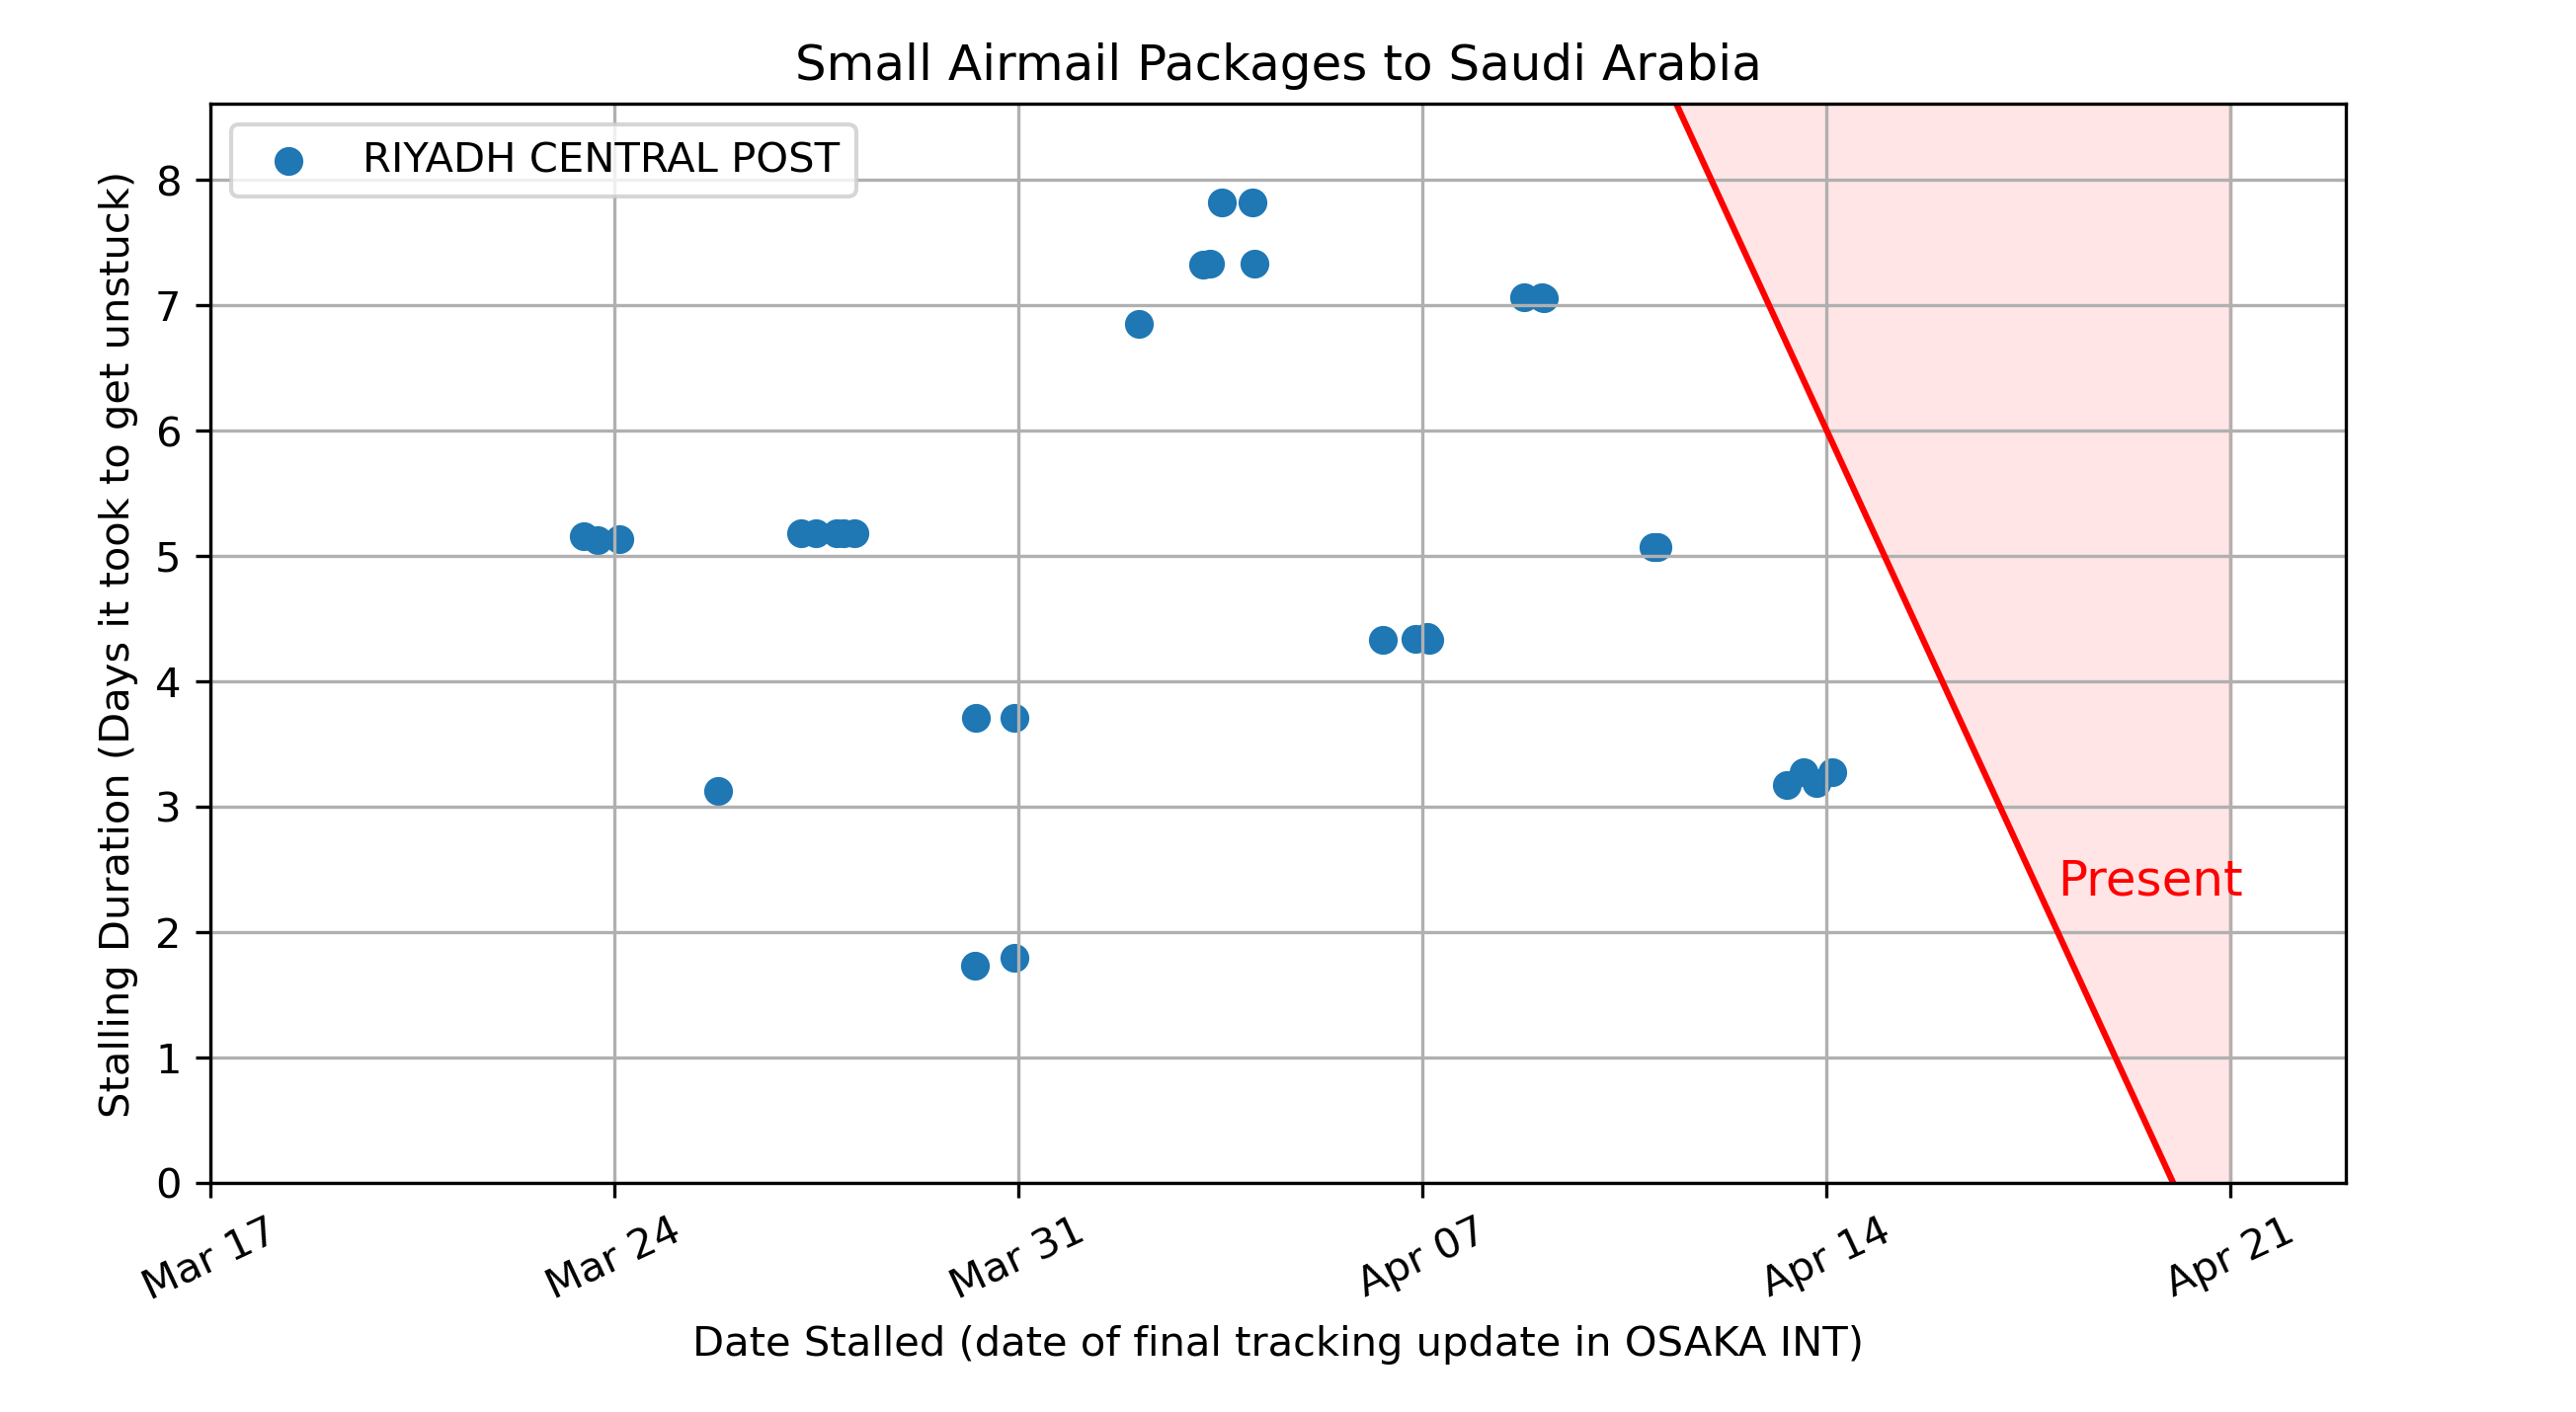 Small Airmail Packages to Saudi Arabia
RIYADH CENTRAL POST
Stalling Duration (Days it took to get unstuck)
8
7
6
5
4
3
2
1
0
Present
Mar 17
Mar 24
Mar 31
Apr 07
Apr 14
Apr 21
Date Stalled (date of final tracking update in OSAKA INT)